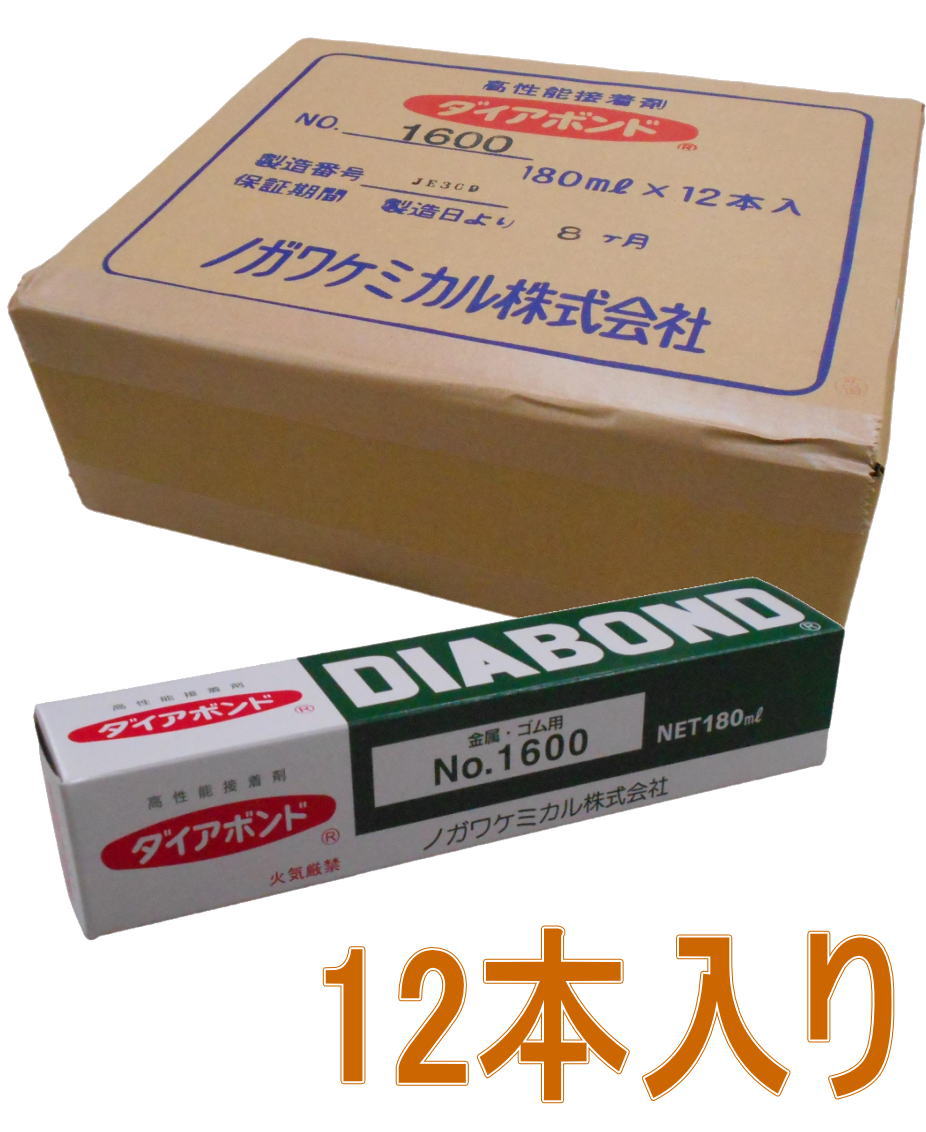 高性能接着剤
ダイアボンド®
NO. 1600
180mℓ×12本入
製造番号
保証期間 製造日より 8ヶ月
ノガワケミカル株式会社
DIABOND®
高性能接着剤
ダイアボンド®
金属・ゴム用
No.1600
NET180mℓ
高性能接着剤
ダイアボンド®
火気厳禁
ノガワケミカル株式会社
12本入り